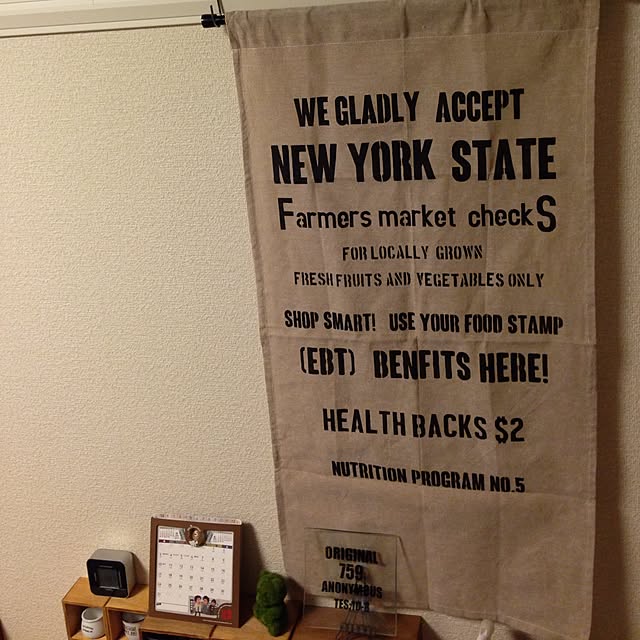 WE GLADLY ACCEPT
NEW YORK STATE
Farmers market checkS
FOR LOCALLY GROWN
FRESH FRUITS AND VEGETABLES ONLY
SHOP SMART! USE YOUR FOOD STAMP
(EBT) BENFITS HERE!
HEALTH BACKS $2
NUTRITION PROGRAM NO.5
ORIGINAL
759
ANONYMOUS